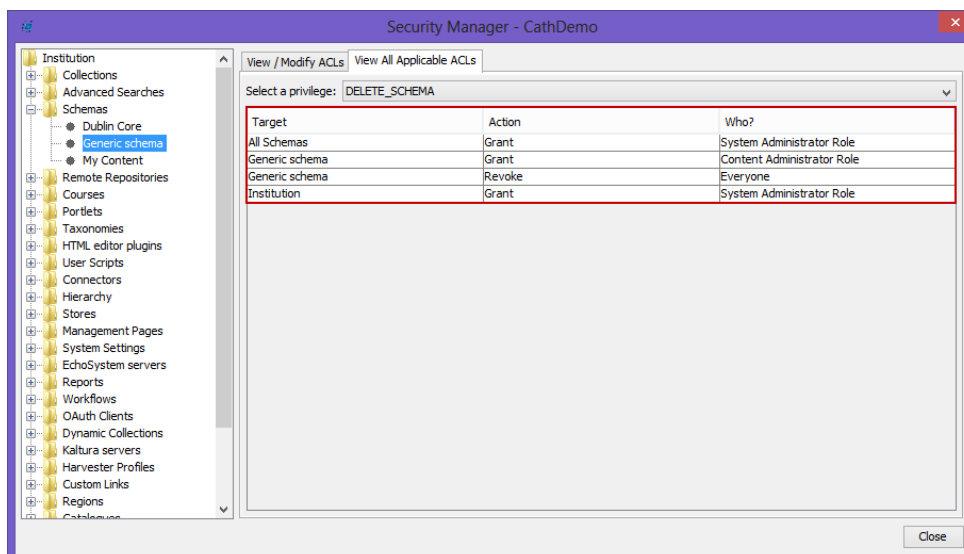 Security Manager - CathDemo
Institution
Collections
Advanced Searches
Schemas
Dublin Core
Generic schema
My Content
Remote Repositories
Courses
Portlets
Taxonomies
HTML editor plugins
User Scripts
Connectors
Hierarchy
Stores
Management Pages
System Settings
EchoSystem servers
Reports
Workflows
OAuth Clients
Dynamic Collections
Kaltura servers
Harvester Profiles
Custom Links
Regions
Catalogues
View / Modify ACLs View All Applicable ACLs
Select a privilege: DELETE_SCHEMA
Target Action Who?
All Schemas Grant System Administrator Role
Generic schema Grant Content Administrator Role
Generic schema Revoke Everyone
Institution Grant System Administrator Role
Close